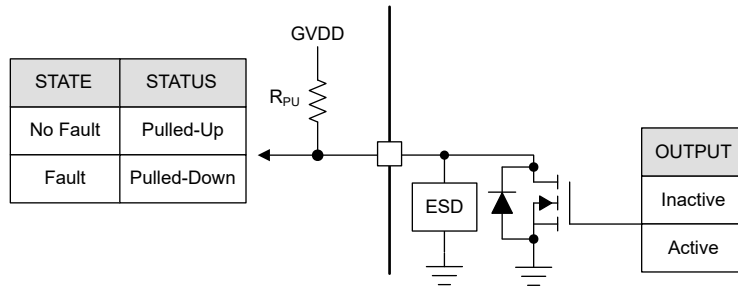 GVDD
R_PU
STATE STATUS
No Fault Pulled-Up
Fault Pulled-Down
ESD
OUTPUT
Inactive
Active